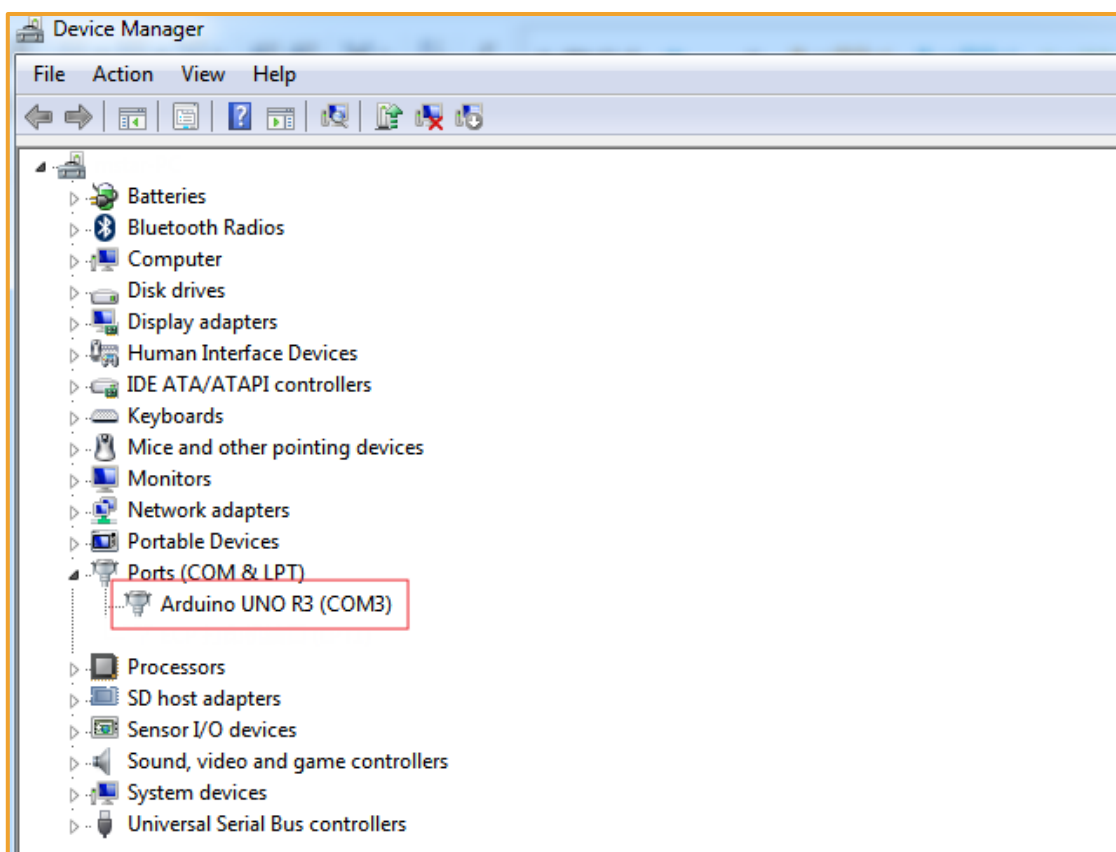 Device Manager
File Action View Help
Batteries
Bluetooth Radios
Computer
Disk drives
Display adapters
Human Interface Devices
IDE ATA/ATAPI controllers
Keyboards
Mice and other pointing devices
Monitors
Network adapters
Portable Devices
Ports (COM & LPT)
Arduino UNO R3 (COM3)
Processors
SD host adapters
Sensor I/O devices
Sound, video and game controllers
System devices
Universal Serial Bus controllers